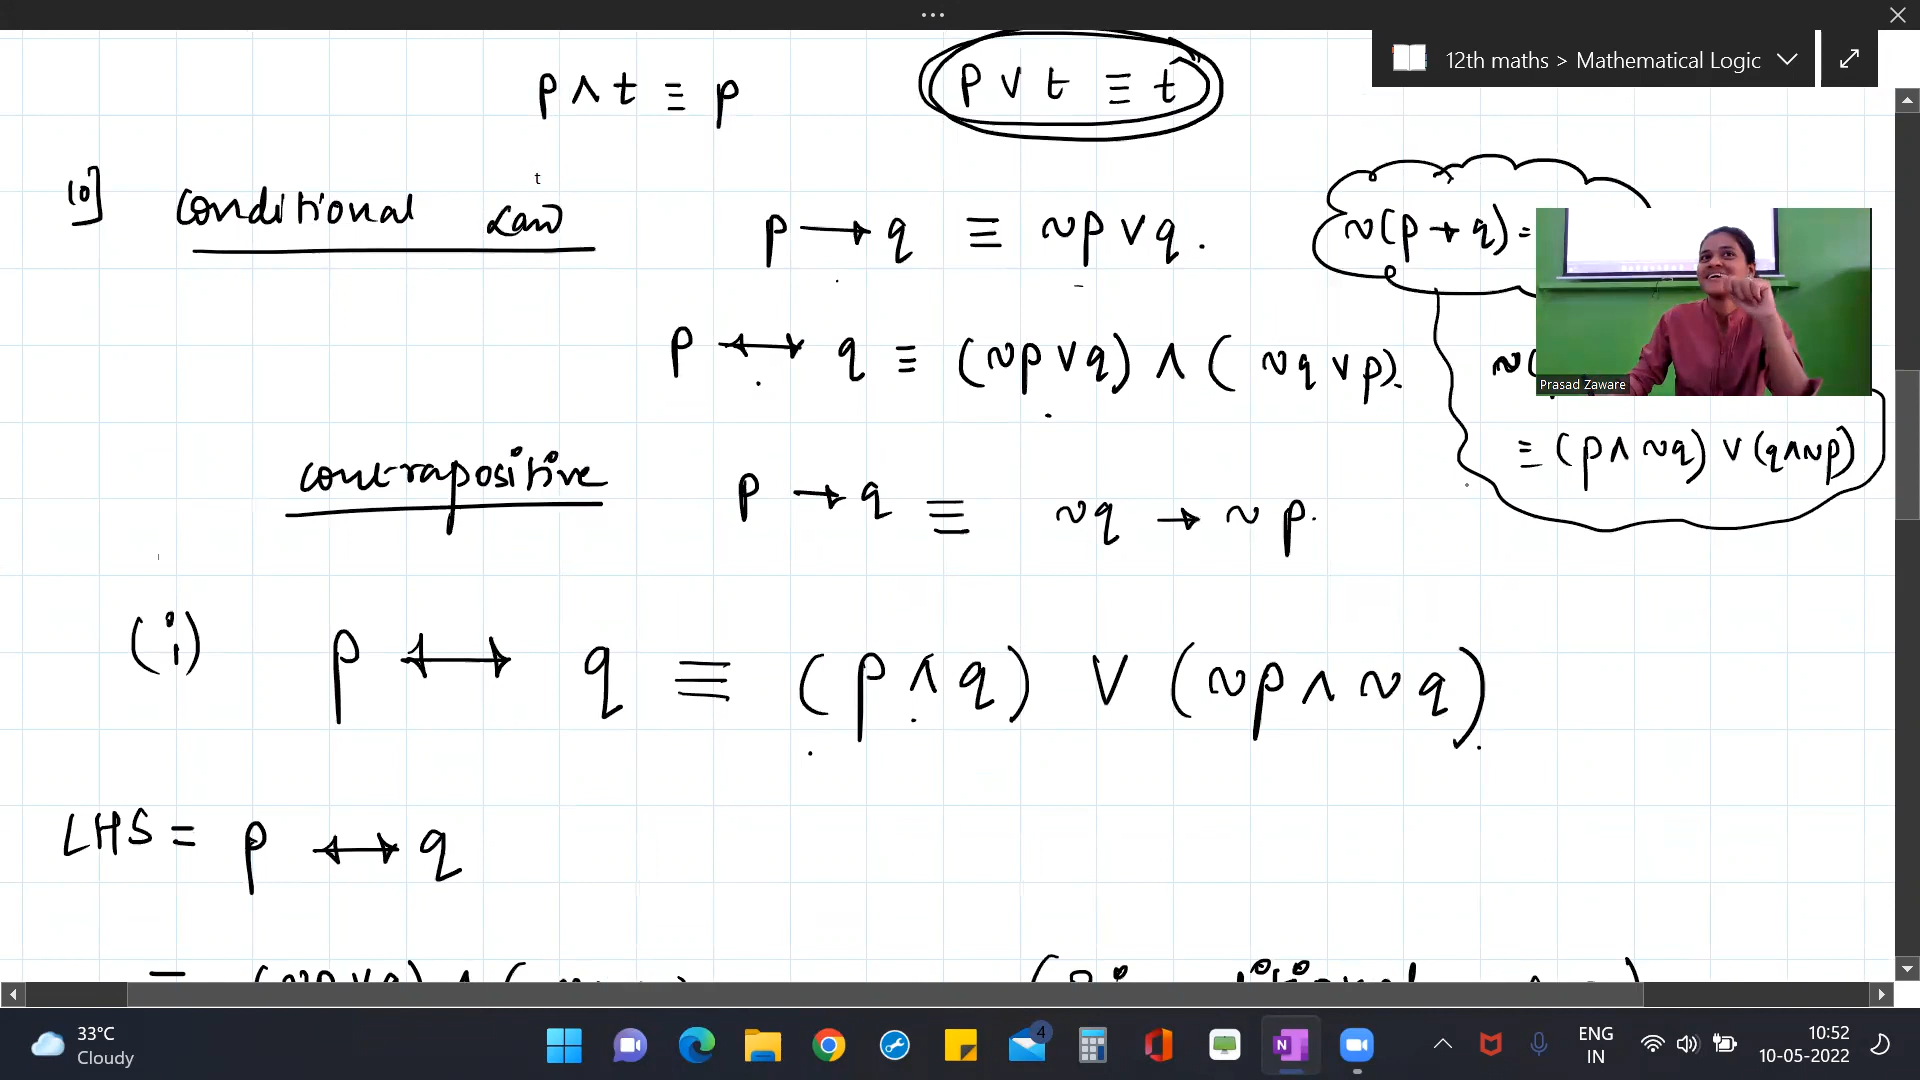 12th maths > Mathematical Logic
p ∧ t ≡ p
p ∨ t ≡ t
10] Conditional Law
p → q ≡ ~p ∨ q.
~(p → q) =
p ↔ q ≡ (~p ∨ q) ∧ (~q ∨ p).
~(
≡ (p ∧ ~q) ∨ (q ∧ ~p)
Prasad Zaware
contrapositive
p → q ≡ ~q → ~p.
(i) p ↔ q ≡ (p ∧ q) ∨ (~p ∧ ~q).
LHS = p ↔ q
33°C
Cloudy
4
ENG
IN
10:52
10-05-2022